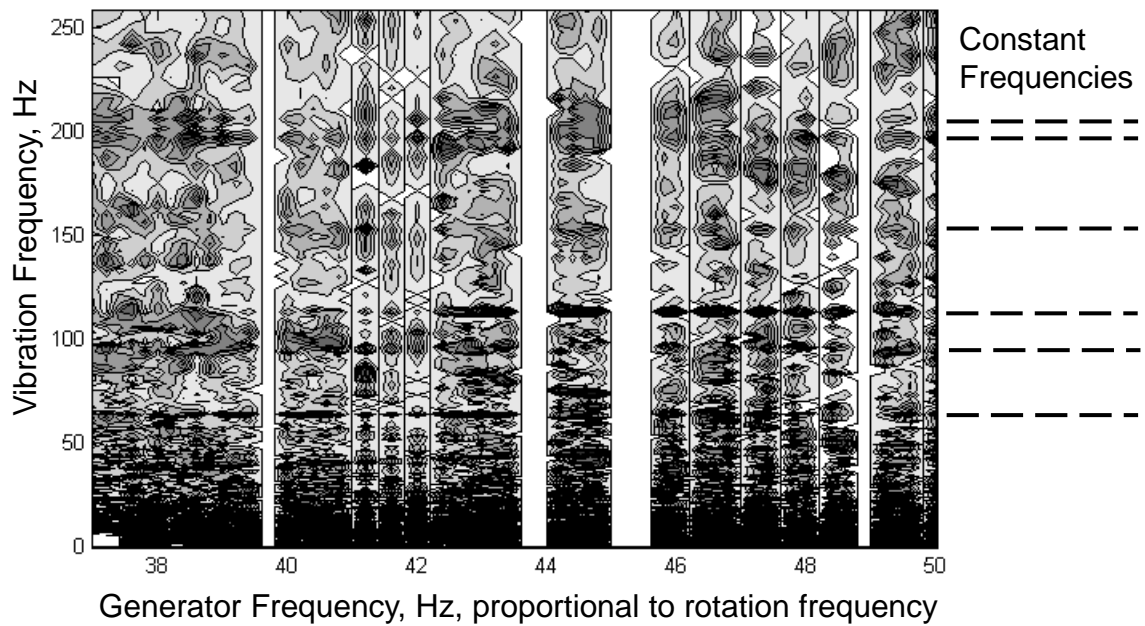 250
200
150
100
50
0
Vibration Frequency, Hz
38 40 42 44 46 48 50
Generator Frequency, Hz, proportional to rotation frequency
Constant
Frequencies